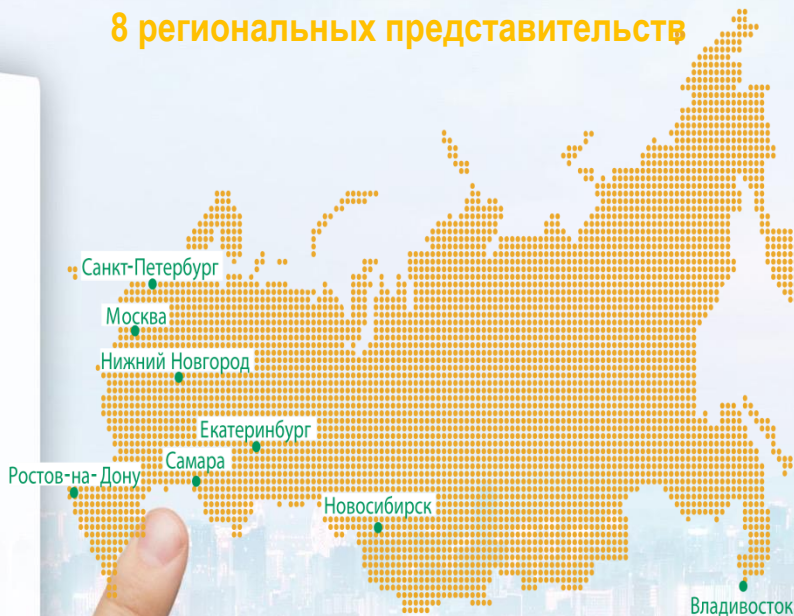 8 региональных представительств
Санкт-Петербург
Москва
Нижний Новгород
Екатеринбург
Самара
Ростов-на-Дону
Новосибирск
Владивосток